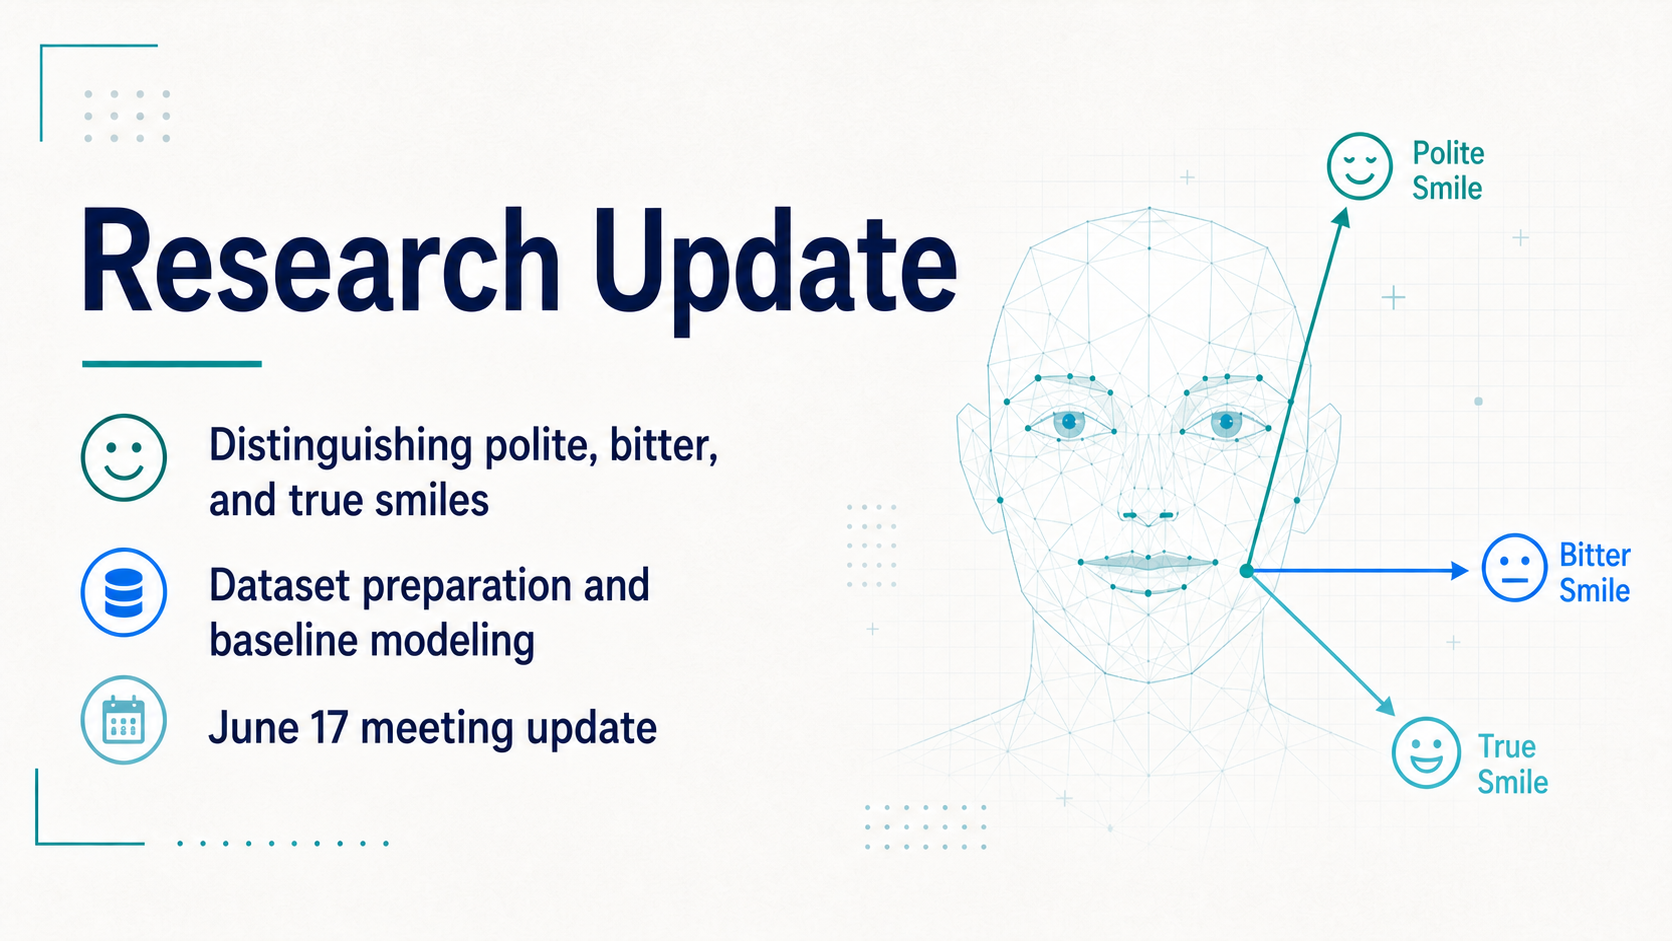 Research Update
Distinguishing polite, bitter,
and true smiles
Dataset preparation and
baseline modeling
June 17 meeting update
Polite
Smile
Bitter
Smile
True
Smile